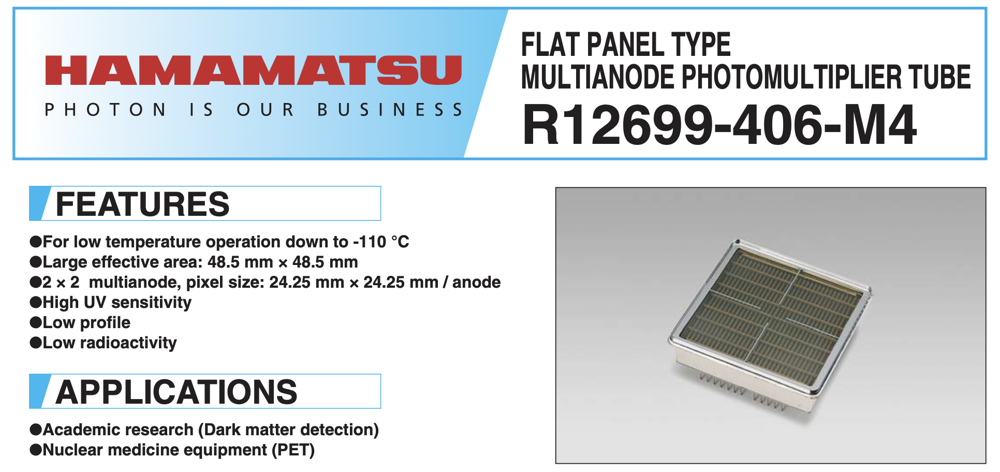 HAMAMATSU
PHOTON IS OUR BUSINESS
FLAT PANEL TYPE
MULTIANODE PHOTOMULTIPLIER TUBE
R12699-406-M4
FEATURES
●For low temperature operation down to -110 °C
●Large effective area: 48.5 mm × 48.5 mm
●2 × 2  multianode, pixel size: 24.25 mm × 24.25 mm / anode
●High UV sensitivity
●Low profile
●Low radioactivity
APPLICATIONS
●Academic research (Dark matter detection)
●Nuclear medicine equipment (PET)